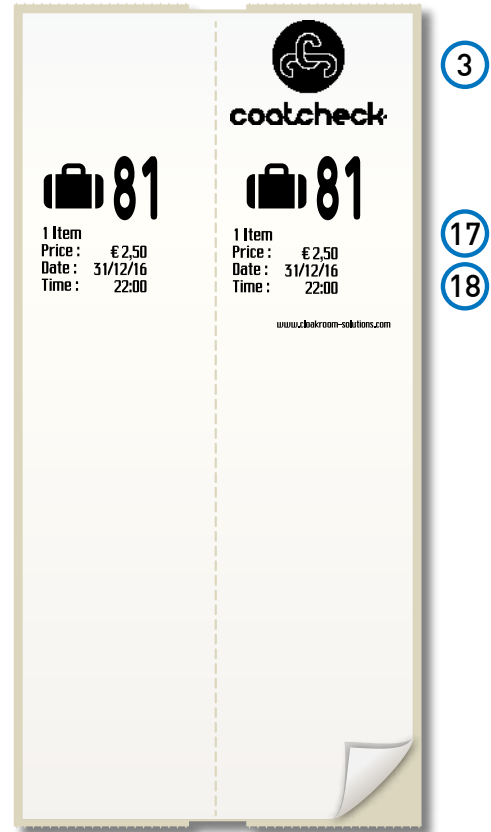 coatcheck
3
81
1 Item
Price : € 2,50
Date : 31/12/16
Time : 22:00
81
1 Item
Price : € 2,50
Date : 31/12/16
Time : 22:00
www.cloakroom-solutions.com
17
18